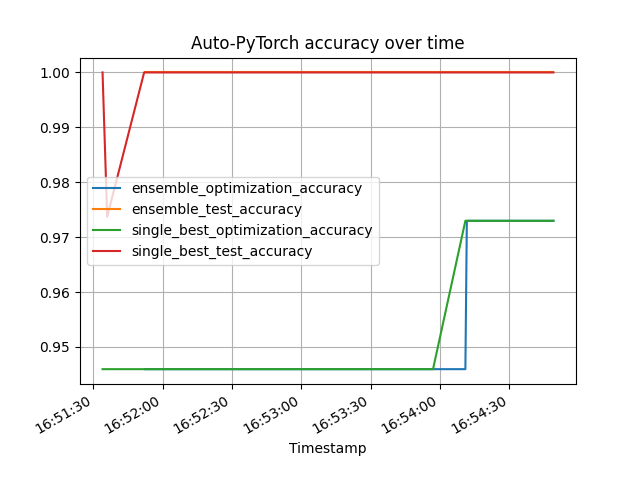 Auto-PyTorch accuracy over time
1.00
0.99
0.98
0.97
0.96
0.95
ensemble_optimization_accuracy
ensemble_test_accuracy
single_best_optimization_accuracy
single_best_test_accuracy
16:51:30
16:52:00
16:52:30
16:53:00
16:53:30
16:54:00
16:54:30
Timestamp